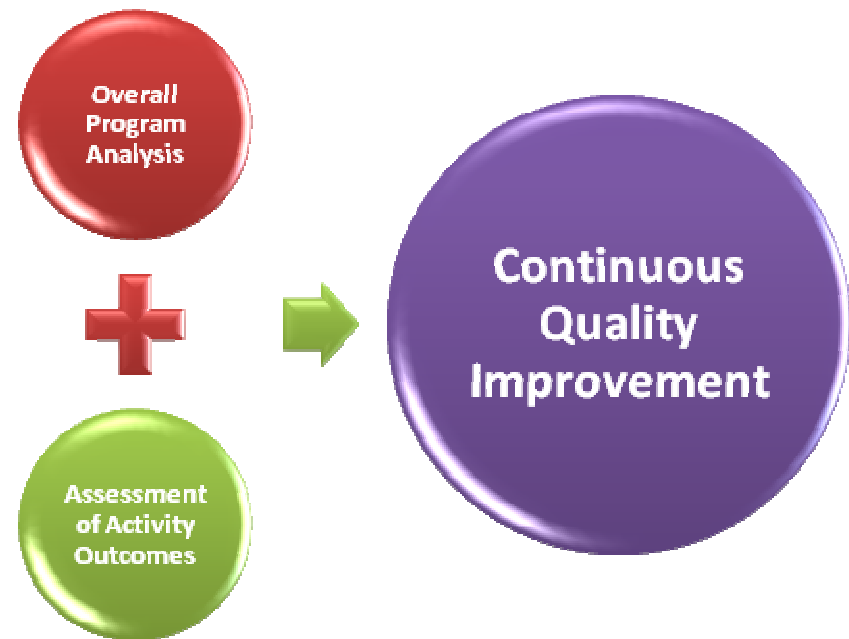 Overall
Program
Analysis
Continuous
Quality
Improvement
Assessment
of Activity
Outcomes